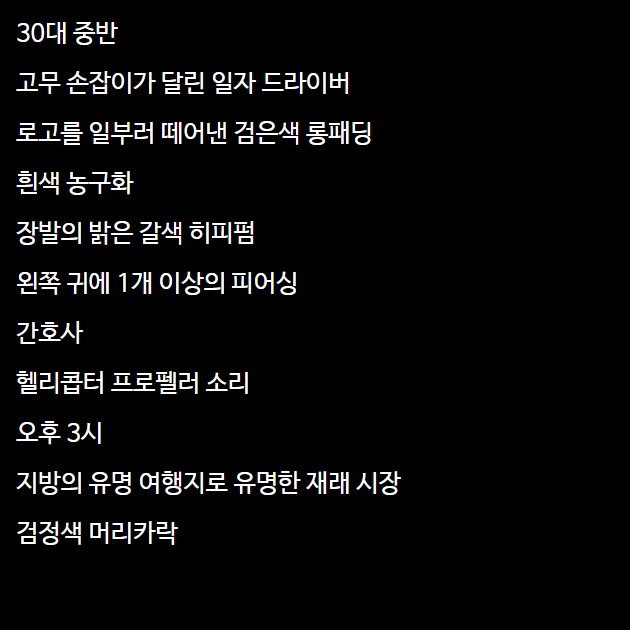 30대 중반
고무 손잡이가 달린 일자 드라이버
로고를 일부러 떼어낸 검은색 롱패딩
흰색 농구화
장발의 밝은 갈색 히피펌
왼쪽 귀에 1개 이상의 피어싱
간호사
헬리콥터 프로펠러 소리
오후 3시
지방의 유명 여행지로 유명한 재래 시장
검정색 머리카락